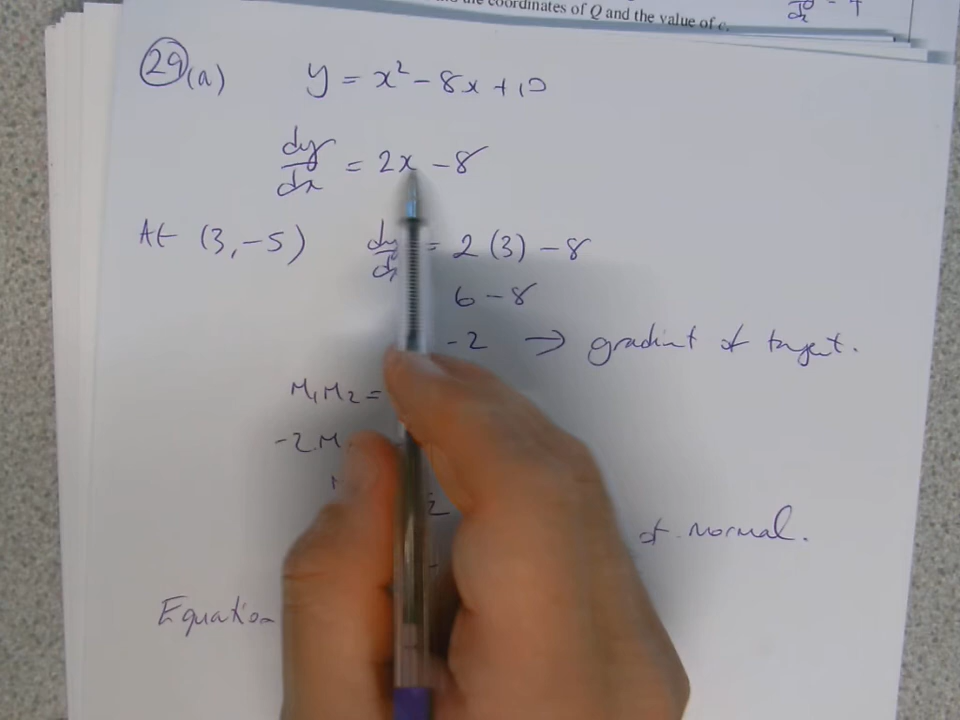 the coordinates of Q and the value of c.
29 (a) y = x² - 8x + 10
dy/dx = 2x - 8
At (3, -5) dy/dx = 2 (3) - 8
6 - 8
-2 → gradient of tangent.
M₁M₂ =
-2M
2
of normal.
Equation